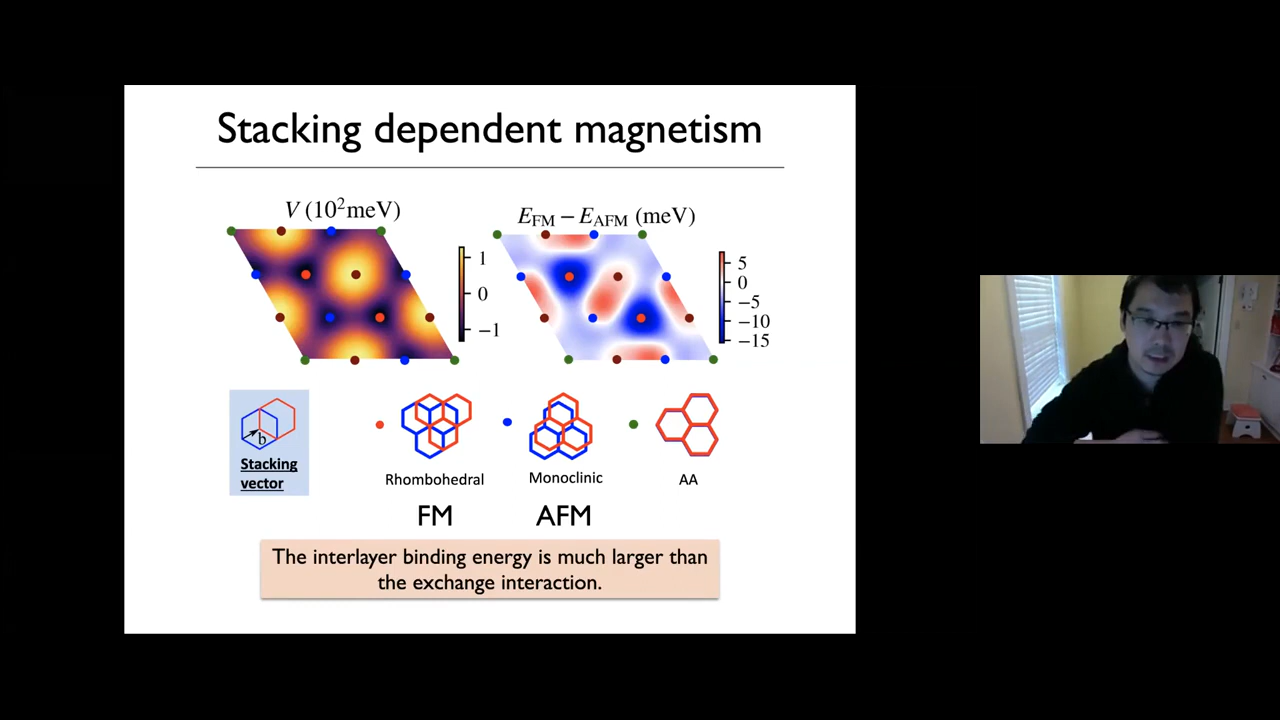 Stacking dependent magnetism
V (10²meV)
1
0
−1
E_FM − E_AFM (meV)
5
0
−5
−10
−15
b
Stacking
vector
Rhombohedral
Monoclinic
AA
FM
AFM
The interlayer binding energy is much larger than
the exchange interaction.